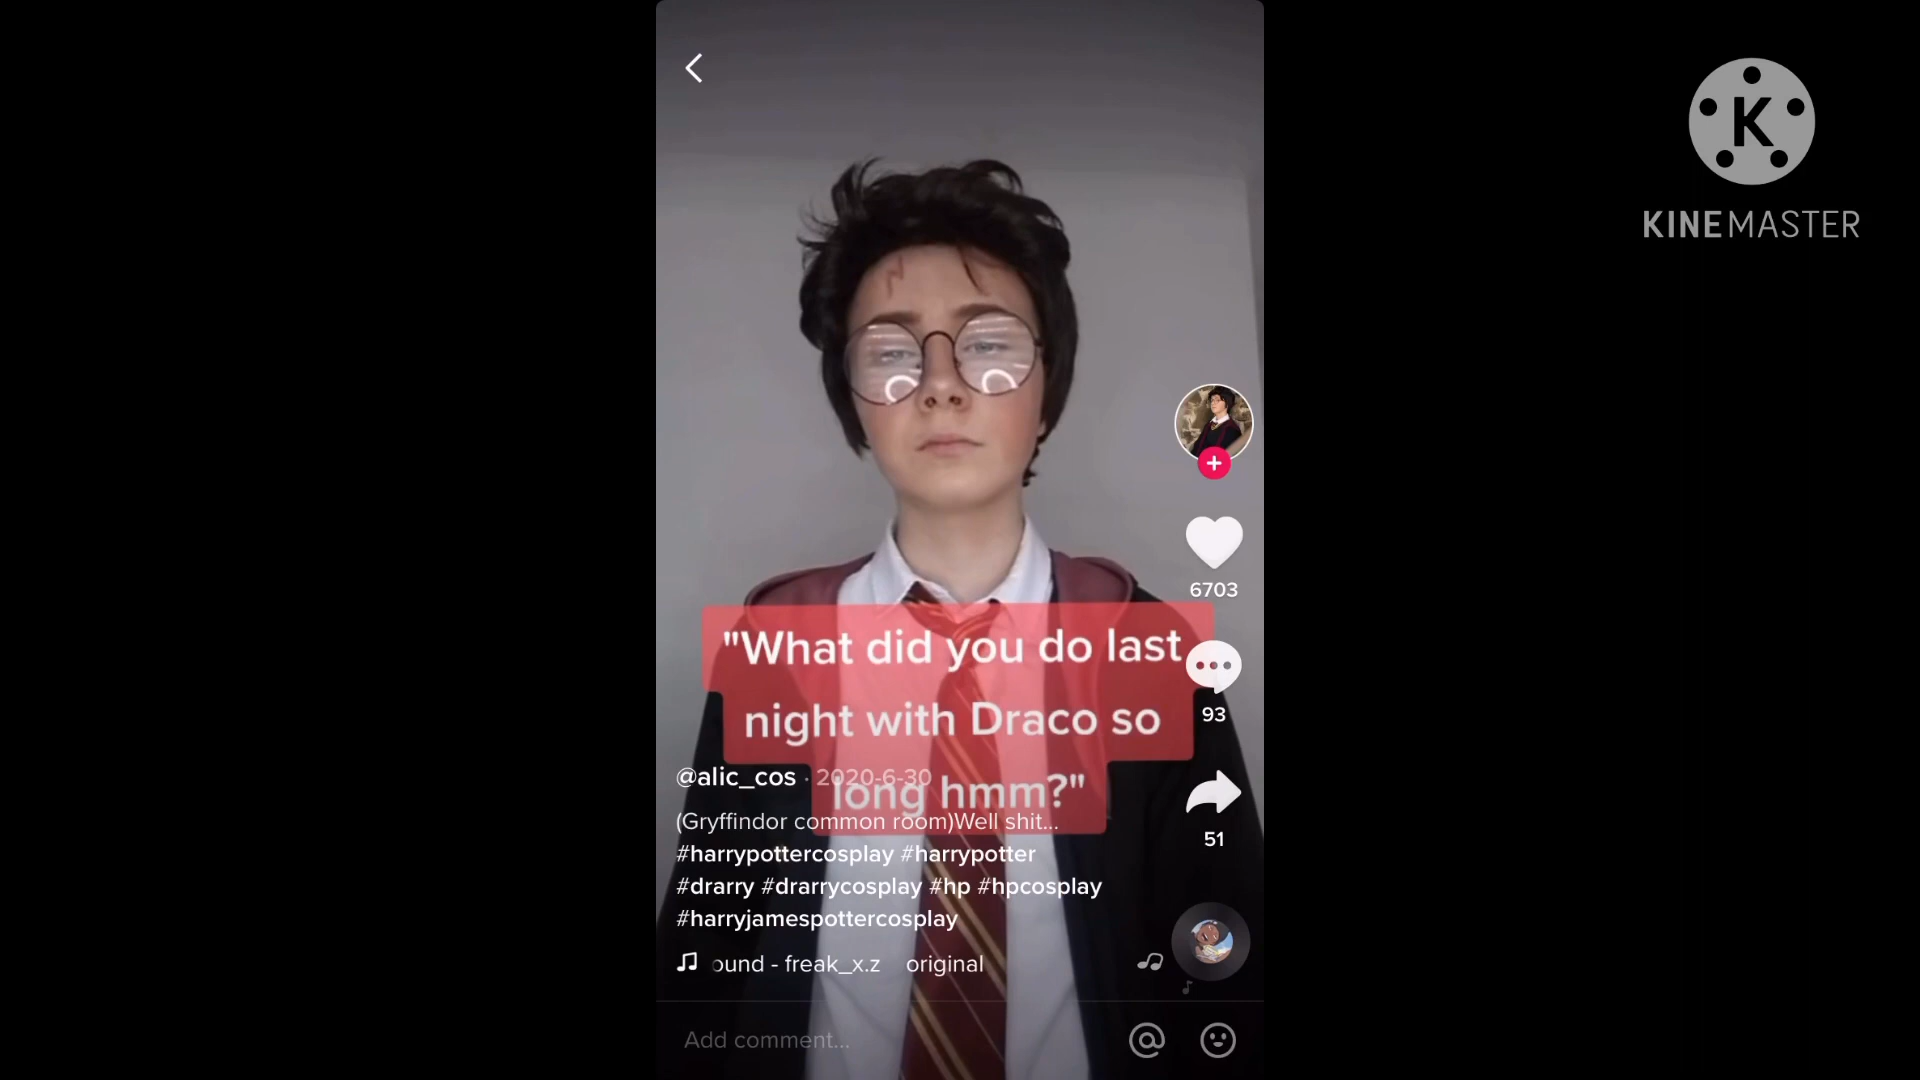 K
KINEMASTER
6703
"What did you do last
night with Draco so
long hmm?"
93
@alic_cos · 2020-6-30
(Gryffindor common room)Well shit...
#harrypottercosplay #harrypotter
#drarry #drarrycosplay #hp #hpcosplay
#harryjamespottercosplay
51
ound - freak_x.z original
Add comment...